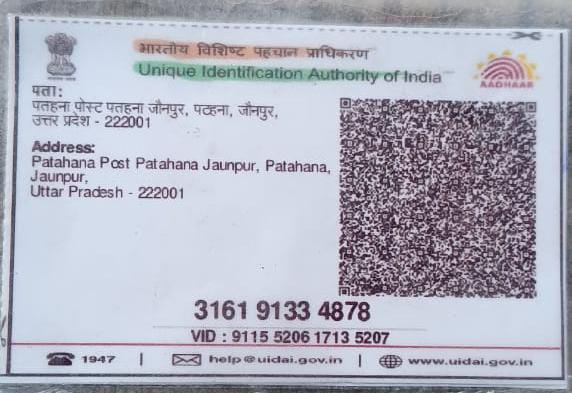 भारतीय विशिष्ट पहचान प्राधिकरण
Unique Identification Authority of India
AADHAAR
पता:
पतहना पोस्ट पतहना जौनपुर, पटहना, जौनपुर,
उत्तर प्रदेश - 222001
Address:
Patahana Post Patahana Jaunpur, Patahana,
Jaunpur,
Uttar Pradesh - 222001
3161 9133 4878
VID : 9115 5206 1713 5207
1947 | help@uidai.gov.in | www.uidai.gov.in